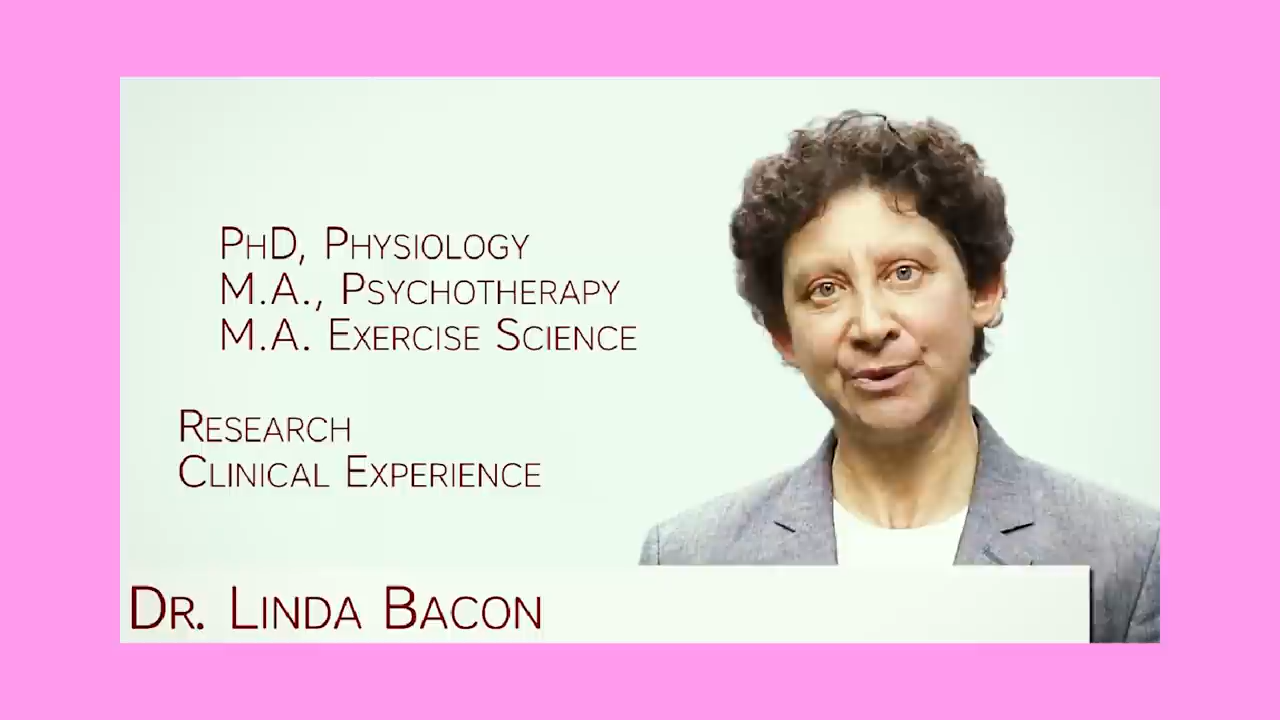 PhD, Physiology
M.A., Psychotherapy
M.A. Exercise Science
Research
Clinical Experience
Dr. Linda Bacon